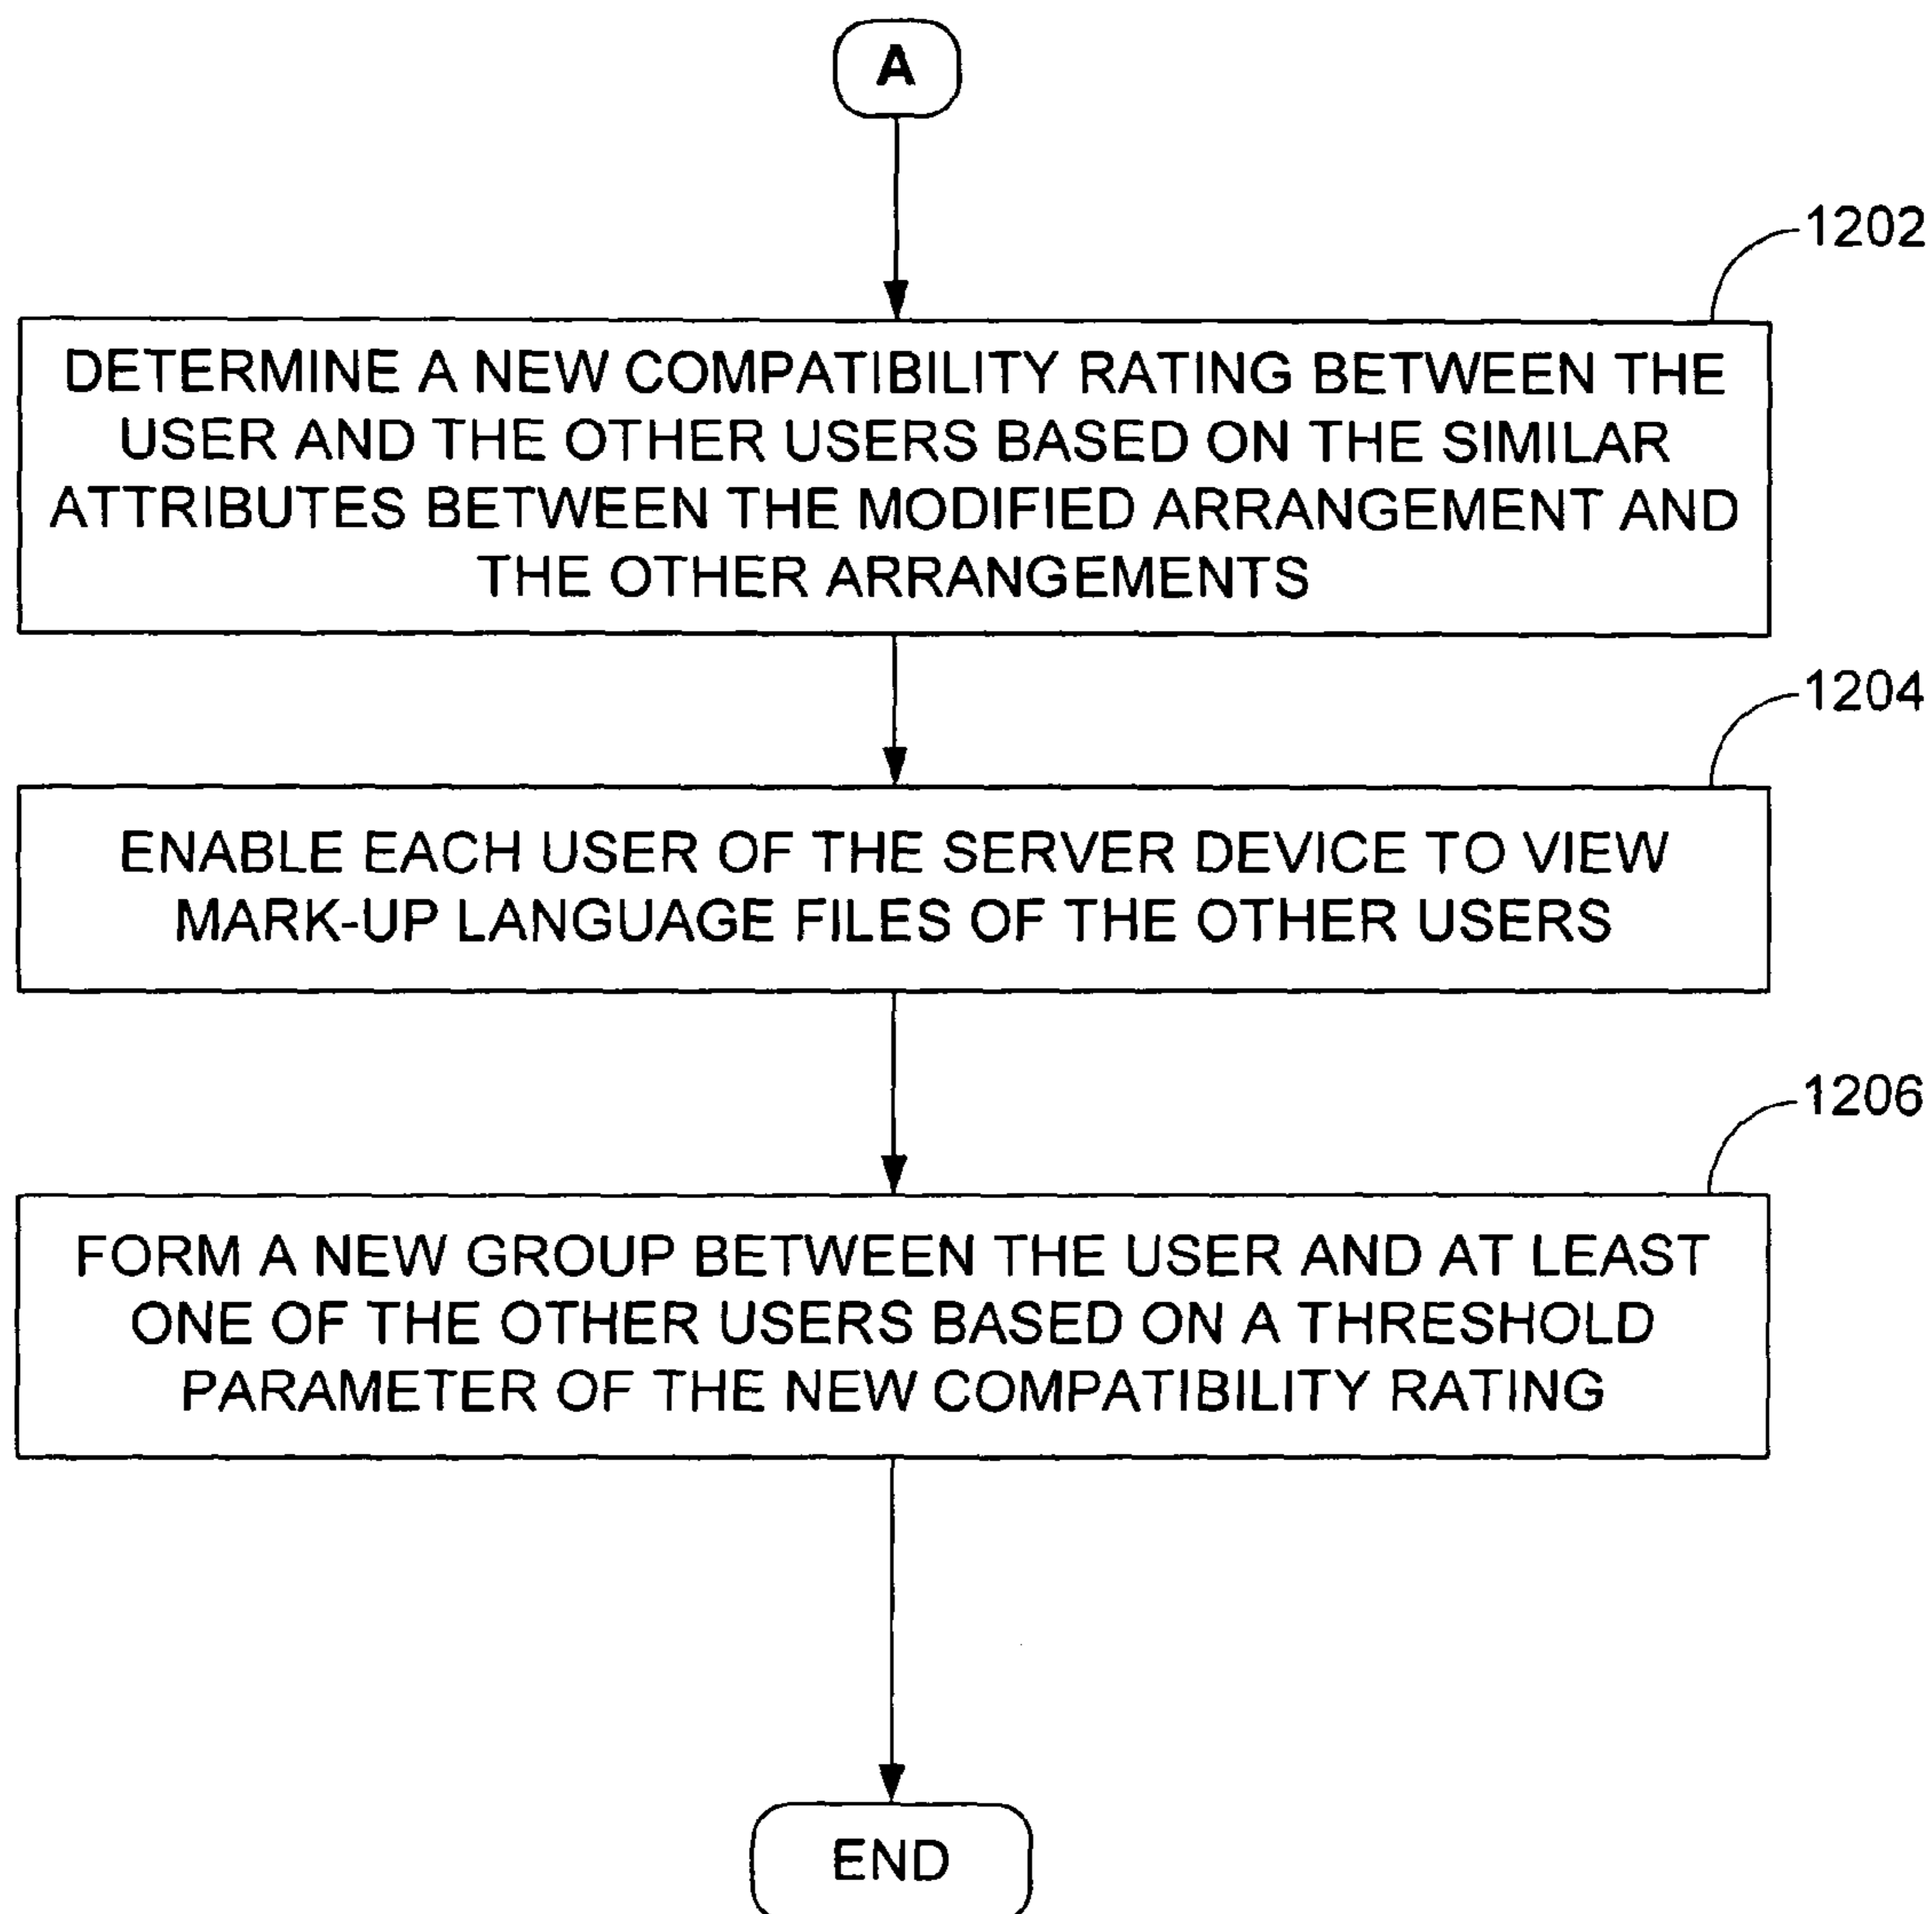 A
1202
DETERMINE A NEW COMPATIBILITY RATING BETWEEN THE
USER AND THE OTHER USERS BASED ON THE SIMILAR
ATTRIBUTES BETWEEN THE MODIFIED ARRANGEMENT AND
THE OTHER ARRANGEMENTS
1204
ENABLE EACH USER OF THE SERVER DEVICE TO VIEW
MARK-UP LANGUAGE FILES OF THE OTHER USERS
1206
FORM A NEW GROUP BETWEEN THE USER AND AT LEAST
ONE OF THE OTHER USERS BASED ON A THRESHOLD
PARAMETER OF THE NEW COMPATIBILITY RATING
END